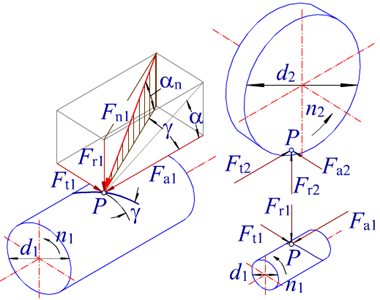 αₙ
Fₙ₁
γ
α
Fᵣ₁
Fₜ₁
Fₐ₁
P
γ
d₁
n₁
d₂
n₂
P
Fₜ₂
Fₐ₂
Fᵣ₂
Fᵣ₁
Fₜ₁
Fₐ₁
P
d₁
n₁